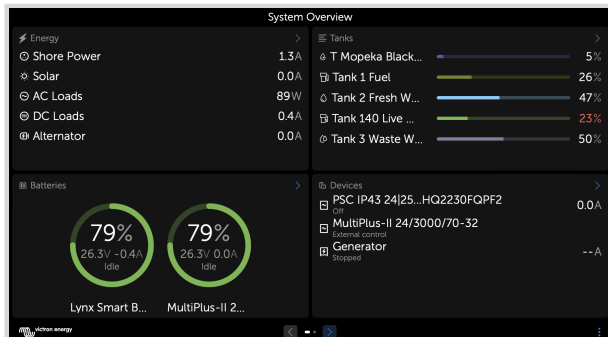 System Overview
Energy
Shore Power 1.3A
Solar 0.0A
AC Loads 89W
DC Loads 0.4A
Alternator 0.0A
Tanks
T Mopeka Black... 5%
Tank 1 Fuel 26%
Tank 2 Fresh W... 47%
Tank 140 Live ... 23%
Tank 3 Waste W... 50%
Batteries
79%
26.3V -0.4A
Idle
Lynx Smart B...
79%
26.3V 0.0A
Idle
MultiPlus-II 2...
Devices
PSC IP43 24|25...HQ2230FQPF2 0.0A
Off
MultiPlus-II 24/3000/70-32
External control
Generator --A
Stopped
victron energy